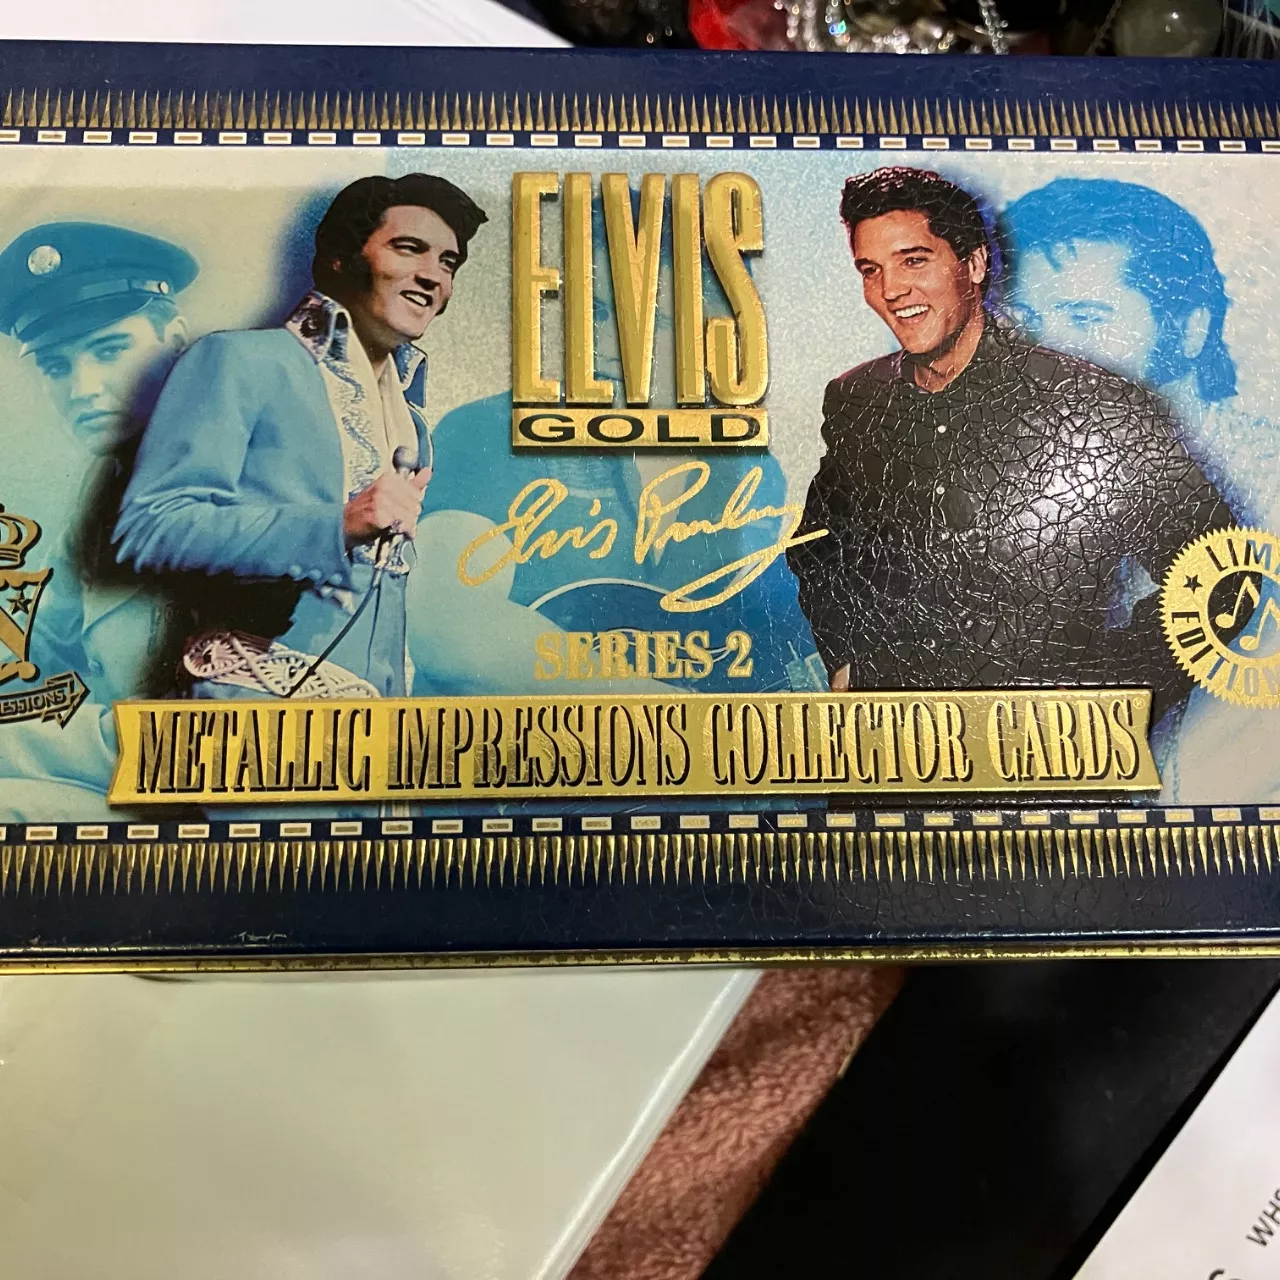 ELVIS
GOLD
Elvis Presley
SERIES 2
METALLIC IMPRESSIONS COLLECTOR CARDS®